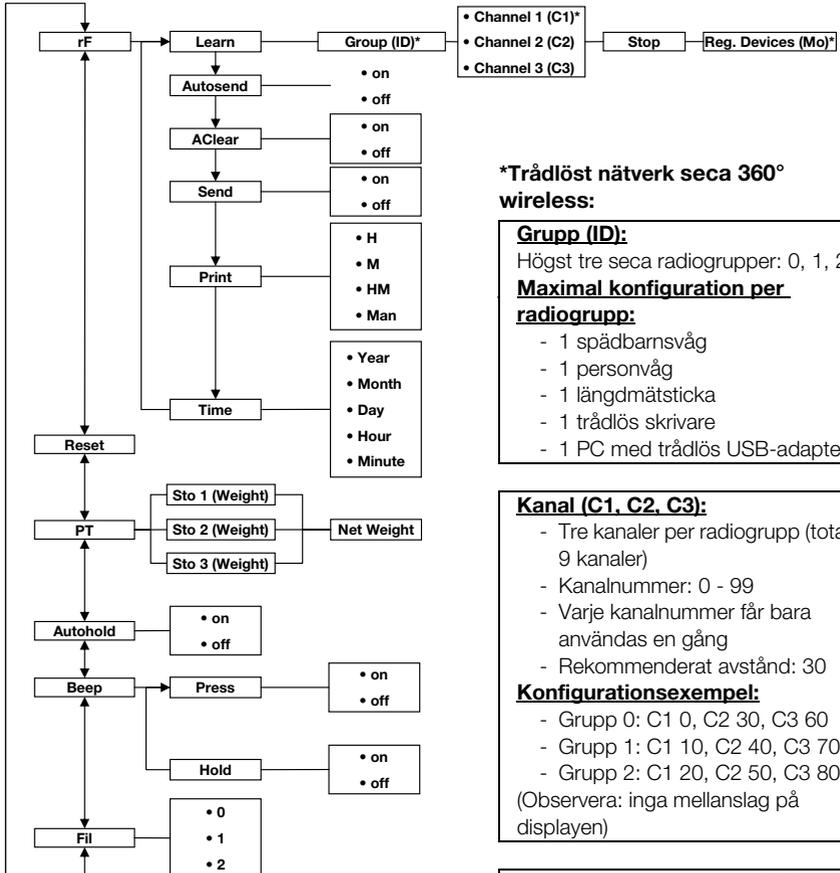 rF
Learn
Group (ID)*
• Channel 1 (C1)*
• Channel 2 (C2)
• Channel 3 (C3)
Stop
Reg. Devices (Mo)*
Autosend
• on
• off
AClear
• on
• off
Send
• on
• off
Print
• H
• M
• HM
• Man
Time
• Year
• Month
• Day
• Hour
• Minute
Reset
PT
Sto 1 (Weight)
Sto 2 (Weight)
Sto 3 (Weight)
Net Weight
Autohold
• on
• off
Beep
Press
• on
• off
Hold
• on
• off
Fil
• 0
• 1
• 2
*Trådlöst nätverk seca 360°
wireless:
Grupp (ID):
Högst tre seca radiogrupper: 0, 1, 2
Maximal konfiguration per
radiogrupp:
- 1 spädbarnsvåg
- 1 personvåg
- 1 längdmätsticka
- 1 trådlös skrivare
- 1 PC med trådlös
Kanal (C1, C2, C3):
- Tre kanaler per radiogrupp
9 kanaler)
- Kanalnummer: 0 - 99
- Varje kanalnummer får bara
användas en gång
- Rekommenderat avstånd: 30
Konfigurationsexempel:
- Grupp 0: C1 0, C2 30, C3 60
- Grupp 1: C1 10, C2 40, C3 70
- Grupp 2: C1 20, C2 50, C3 80
(Observera: inga mellanslag på
displayen)